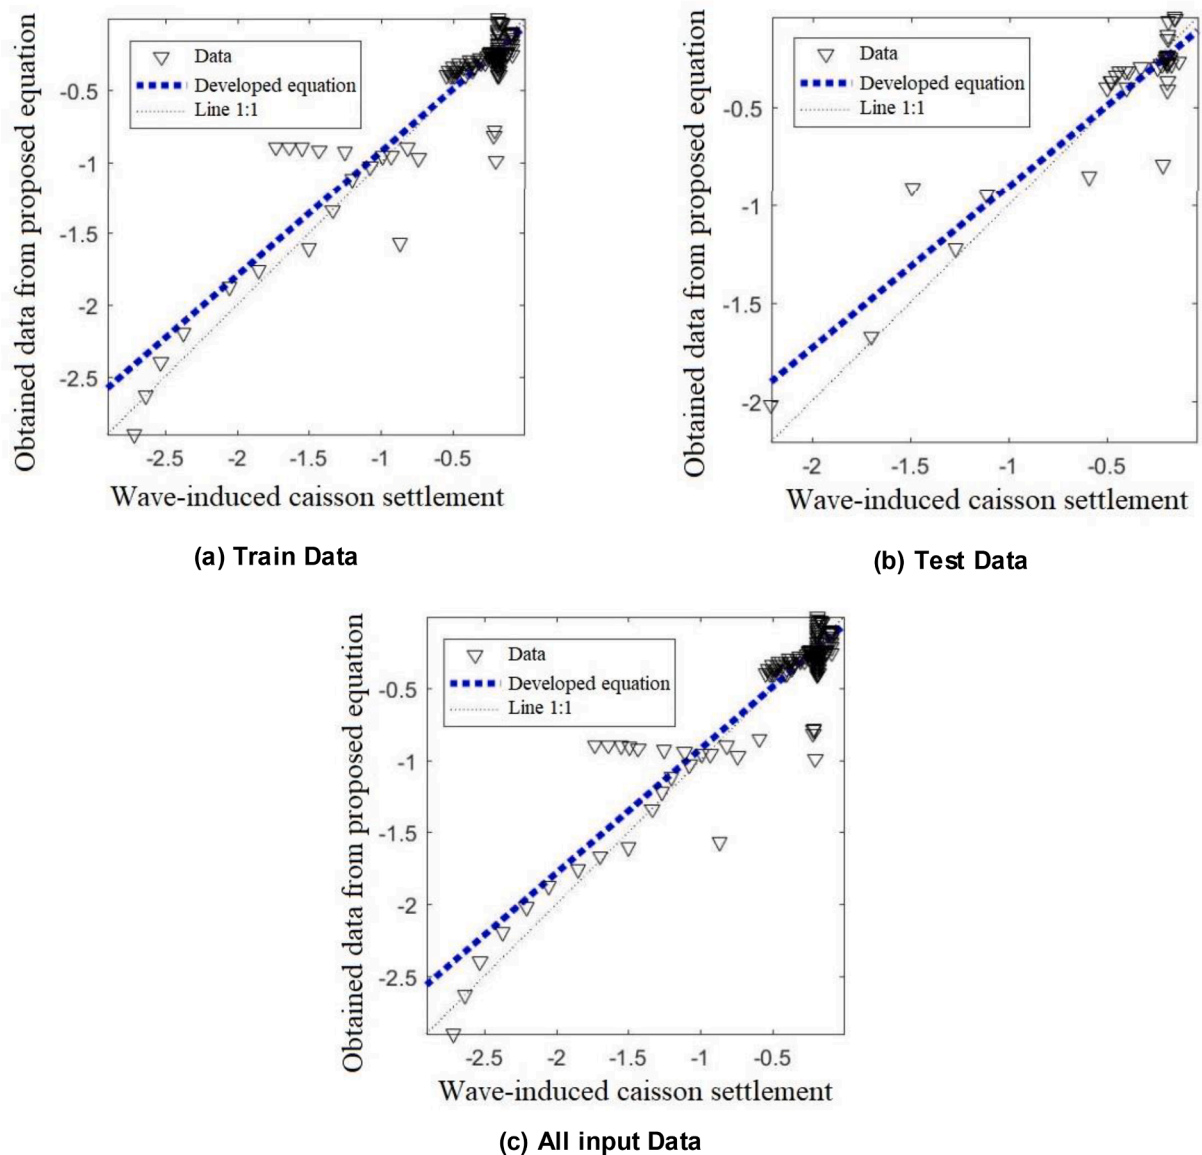 Obtained data from proposed equation
Data
Developed equation
Line 1:1
-0.5
-1
-1.5
-2
-2.5
-2.5 -2 -1.5 -1 -0.5
Wave-induced caisson settlement
(a) Train Data
Obtained data from proposed equation
Data
Developed equation
Line 1:1
-0.5
-1
-1.5
-2
-2 -1.5 -1 -0.5
Wave-induced caisson settlement
(b) Test Data
Obtained data from proposed equation
Data
Developed equation
Line 1:1
-0.5
-1
-1.5
-2
-2.5
-2.5 -2 -1.5 -1 -0.5
Wave-induced caisson settlement
(c) All input Data